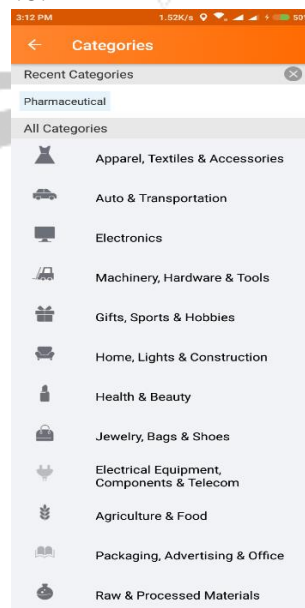 3:12 PM 1.52K/s 50%
Categories
Recent Categories
Pharmaceutical
All Categories
Apparel, Textiles & Accessories
Auto & Transportation
Electronics
Machinery, Hardware & Tools
Gifts, Sports & Hobbies
Home, Lights & Construction
Health & Beauty
Jewelry, Bags & Shoes
Electrical Equipment,
Components & Telecom
Agriculture & Food
Packaging, Advertising & Office
Raw & Processed Materials